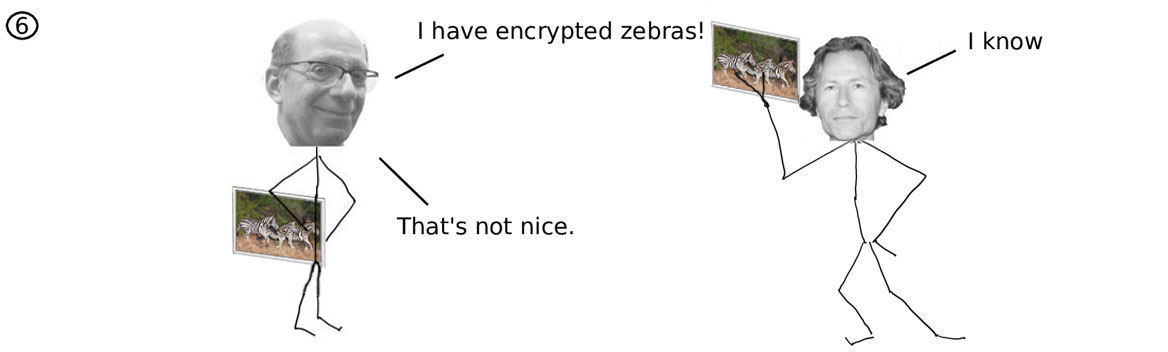 6
I have encrypted zebras!
I know
That's not nice.